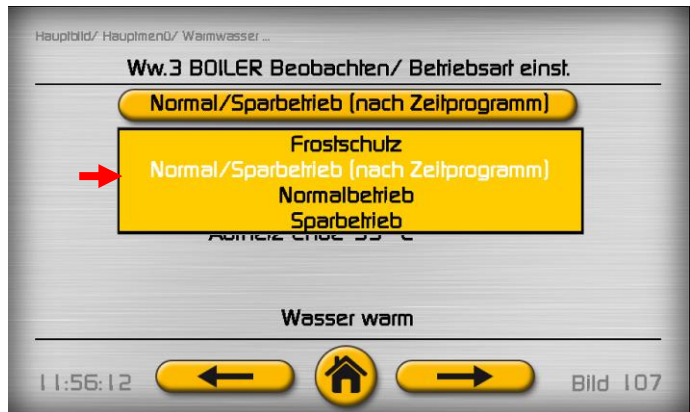 Hauptbild/ Hauptmenü/ Warmwasser ...
Ww.3 BOILER Beobachten/ Betriebsart einst.
Normal/Sparbetrieb (nach Zeitprogramm)
Frostschutz
Normal/Sparbetrieb (nach Zeitprogramm)
Normalbetrieb
Sparbetrieb
Wasser warm
11:56:12
Bild 107